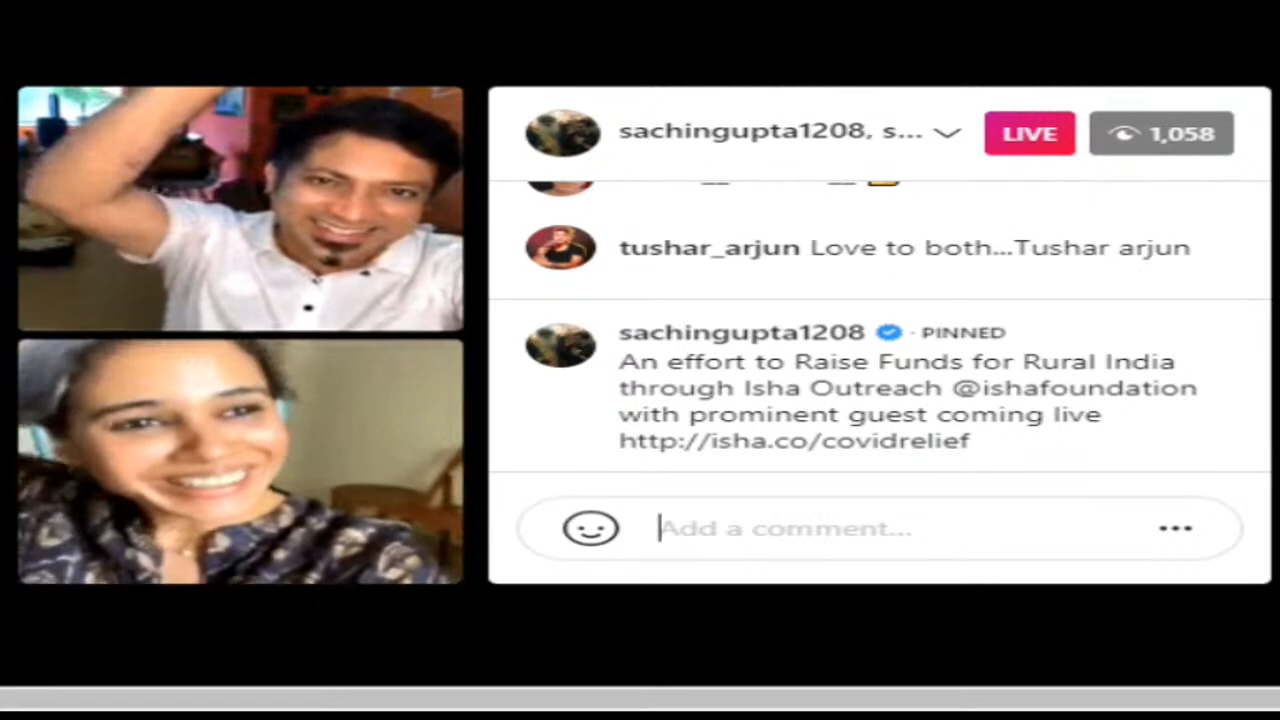 sachingupta1208, s...
LIVE
1,058
tushar_arjun Love to both...Tushar arjun
sachingupta1208 · PINNED
An effort to Raise Funds for Rural India
through Isha Outreach @ishafoundation
with prominent guest coming live
http://isha.co/covidrelief
Add a comment...